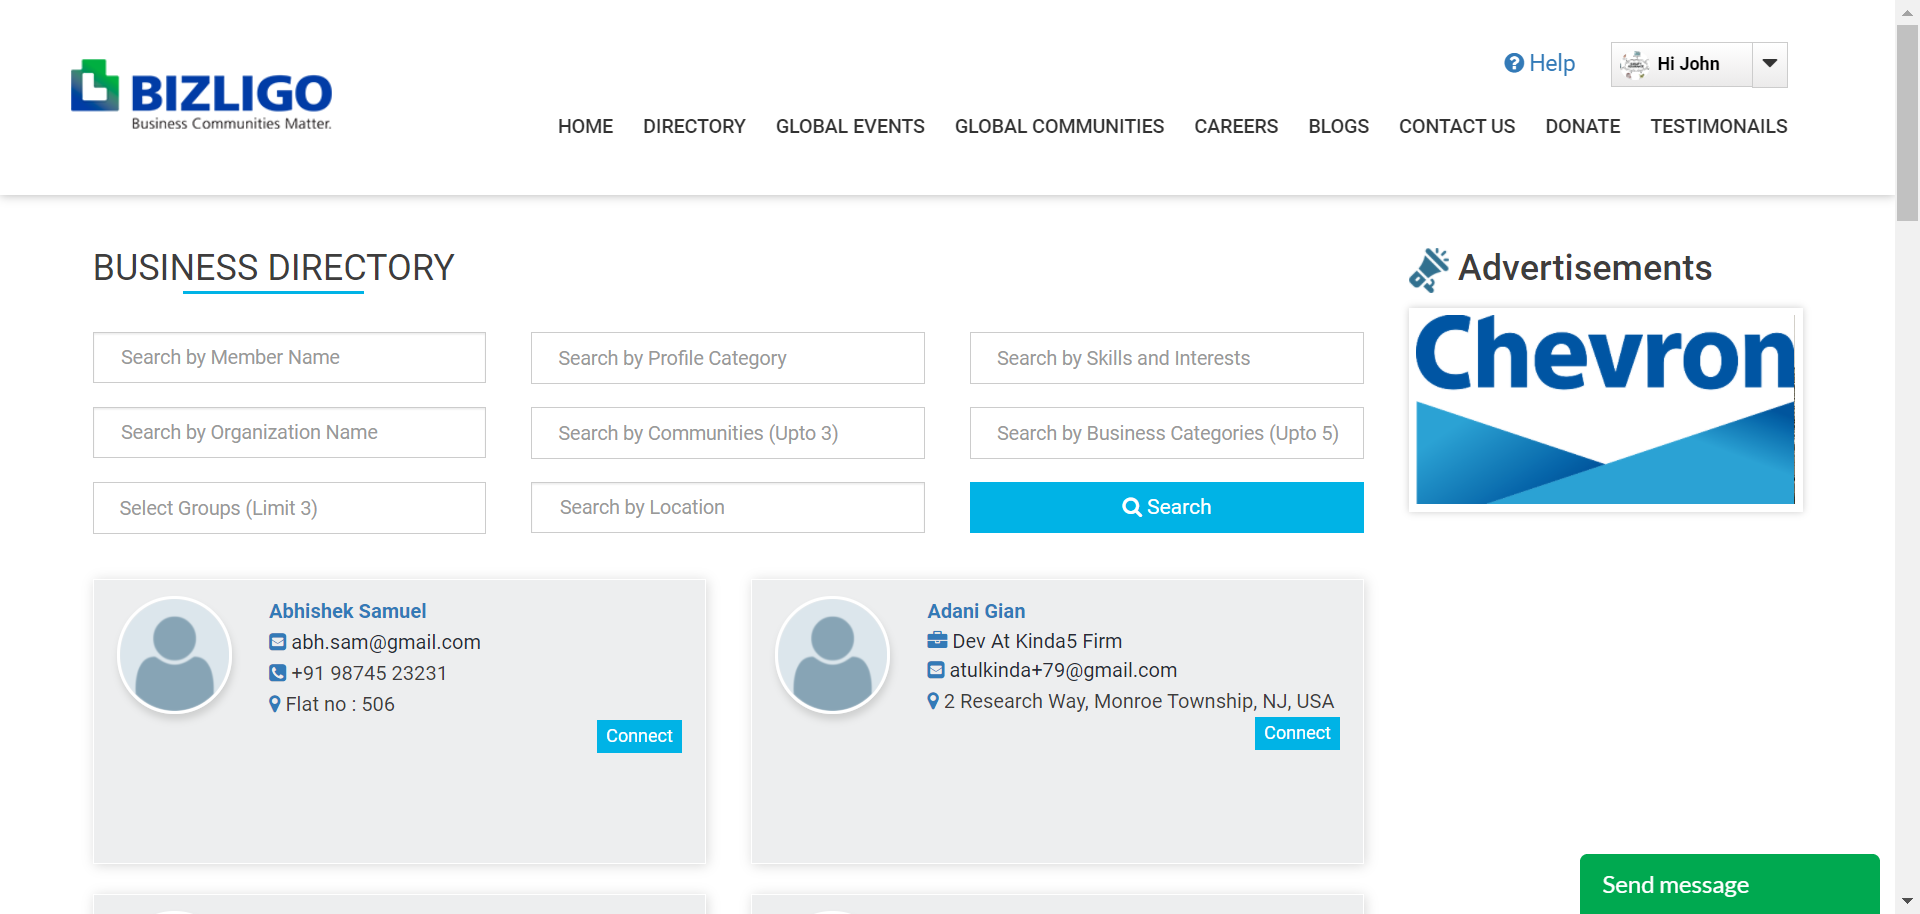 BIZLIGO
Business Communities Matter.
Help
Hi John
HOME
DIRECTORY
GLOBAL EVENTS
GLOBAL COMMUNITIES
CAREERS
BLOGS
CONTACT US
DONATE
TESTIMONAILS
BUSINESS DIRECTORY
Search by Member Name
Search by Profile Category
Search by Skills and Interests
Search by Organization Name
Search by Communities (Upto 3)
Search by Business Categories (Upto 5)
Select Groups (Limit 3)
Search by Location
Search
Advertisements
Chevron
Abhishek Samuel
abh.sam@gmail.com
+91 98745 23231
Flat no : 506
Connect
Adani Gian
Dev At Kinda5 Firm
atulkinda+79@gmail.com
2 Research Way, Monroe Township, NJ, USA
Connect
Send message